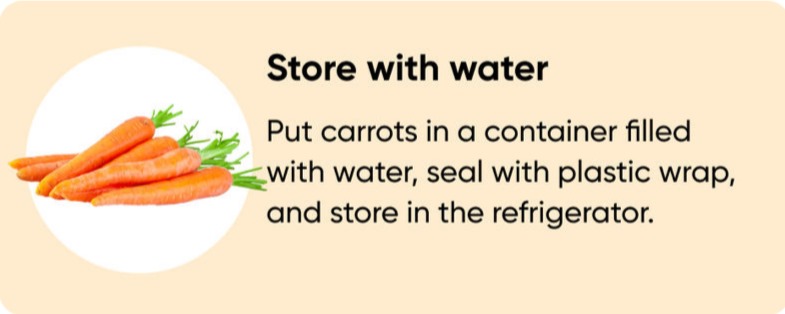 Store with water
Put carrots in a container filled
with water, seal with plastic wrap,
and store in the refrigerator.